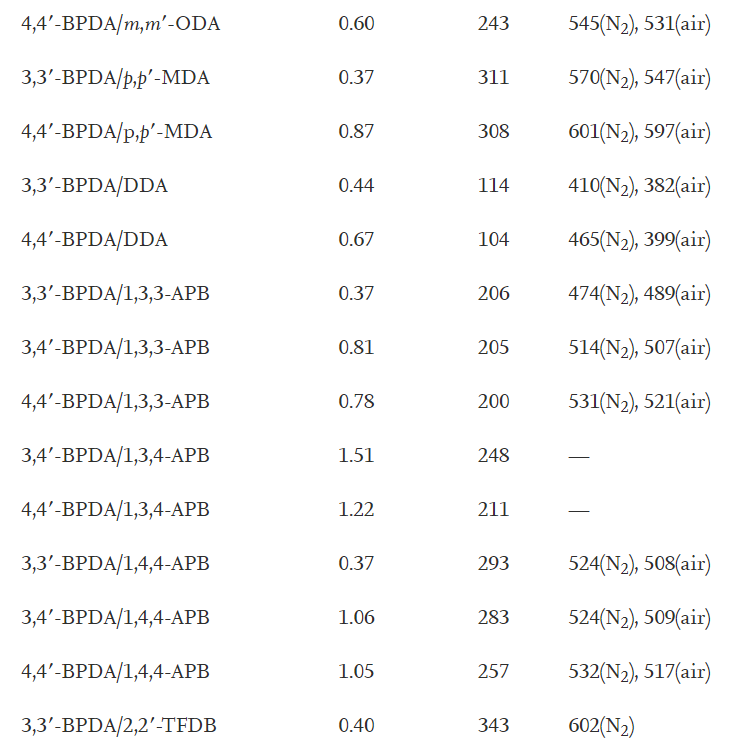 4,4′-BPDA/m,m′-ODA 0.60 243 545(N₂), 531(air)
3,3′-BPDA/p,p′-MDA 0.37 311 570(N₂), 547(air)
4,4′-BPDA/p,p′-MDA 0.87 308 601(N₂), 597(air)
3,3′-BPDA/DDA 0.44 114 410(N₂), 382(air)
4,4′-BPDA/DDA 0.67 104 465(N₂), 399(air)
3,3′-BPDA/1,3,3-APB 0.37 206 474(N₂), 489(air)
3,4′-BPDA/1,3,3-APB 0.81 205 514(N₂), 507(air)
4,4′-BPDA/1,3,3-APB 0.78 200 531(N₂), 521(air)
3,4′-BPDA/1,3,4-APB 1.51 248 —
4,4′-BPDA/1,3,4-APB 1.22 211 —
3,3′-BPDA/1,4,4-APB 0.37 293 524(N₂), 508(air)
3,4′-BPDA/1,4,4-APB 1.06 283 524(N₂), 509(air)
4,4′-BPDA/1,4,4-APB 1.05 257 532(N₂), 517(air)
3,3′-BPDA/2,2′-TFDB 0.40 343 602(N₂)